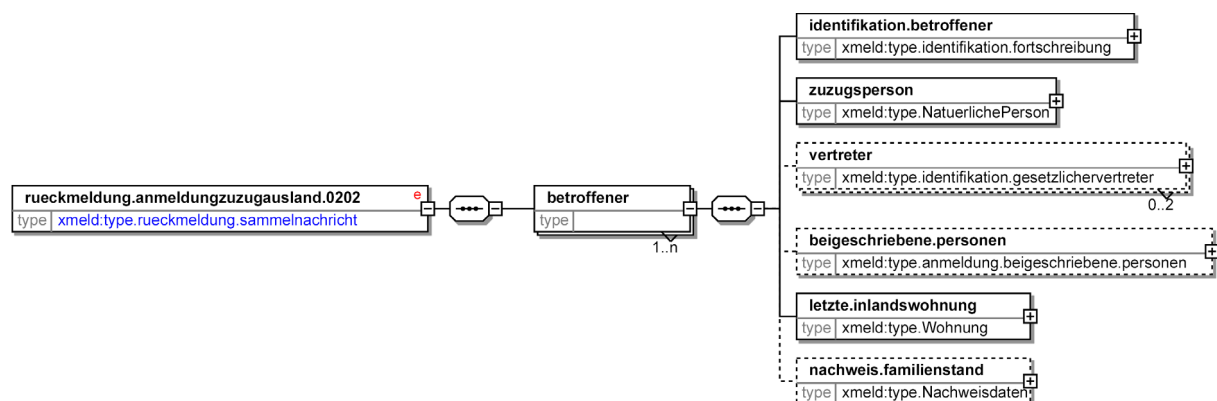 identifikation.betroffener
type xmeld:type.identifikation.fortschreibung
zuzugsperson
type xmeld:type.NatuerlichePerson
vertreter
type xmeld:type.identifikation.gesetzlichervertreter
0..2
rueckmeldung.anmeldungzuzugausland.0202 e
type xmeld:type.rueckmeldung.sammelnachricht
betroffener
type
1..n
beigeschriebene.personen
type xmeld:type.anmeldung.beigeschriebene.personen
letzte.inlandswohnung
type xmeld:type.Wohnung
nachweis.familienstand
type xmeld:type.Nachweisdaten